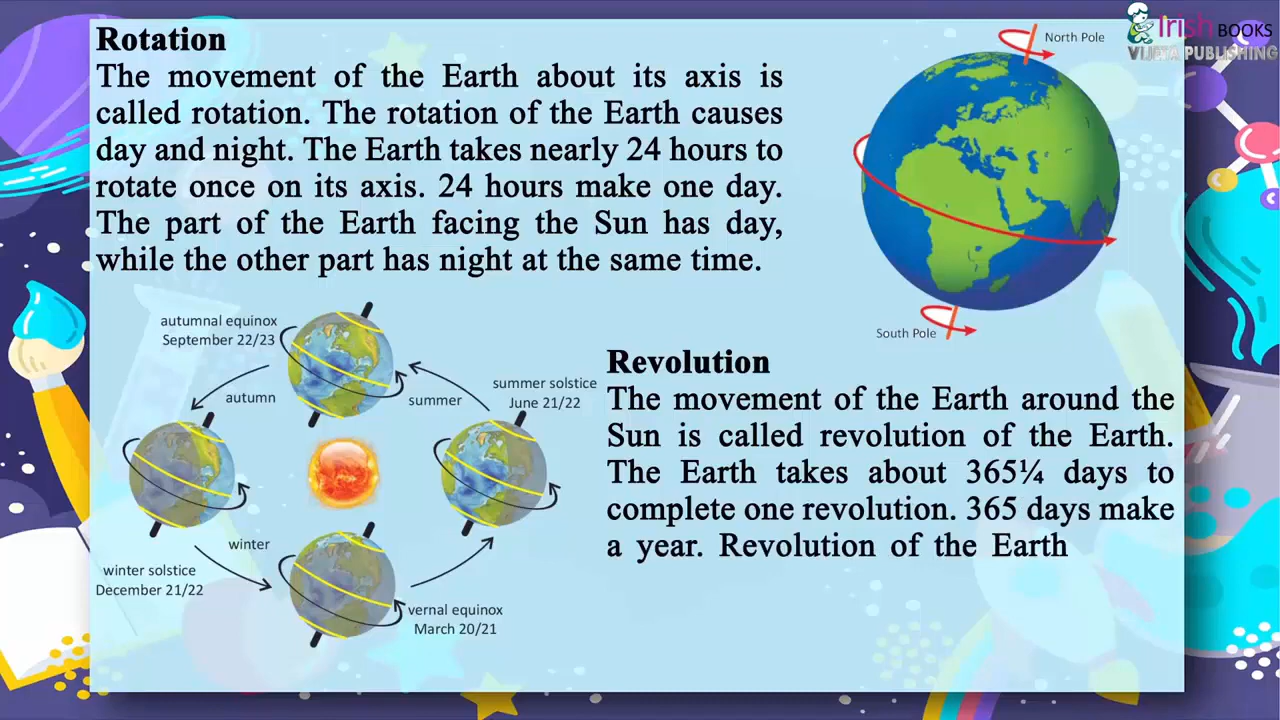 Irish BOOKS
VIJAYA PUBLISHING
Rotation
The movement of the Earth about its axis is
called rotation. The rotation of the Earth causes
day and night. The Earth takes nearly 24 hours to
rotate once on its axis. 24 hours make one day.
The part of the Earth facing the Sun has day,
while the other part has night at the same time.
North Pole
South Pole
autumnal equinox
September 22/23
autumn
summer
summer solstice
June 21/22
winter
winter solstice
December 21/22
vernal equinox
March 20/21
Revolution
The movement of the Earth around the
Sun is called revolution of the Earth.
The Earth takes about 365¼ days to
complete one revolution. 365 days make
a year. Revolution of the Earth